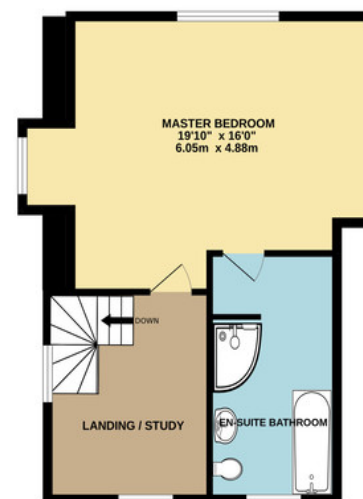 MASTER BEDROOM
19'10" x 16'0"
6.05m x 4.88m
DOWN
LANDING / STUDY
EN-SUITE BATHROOM